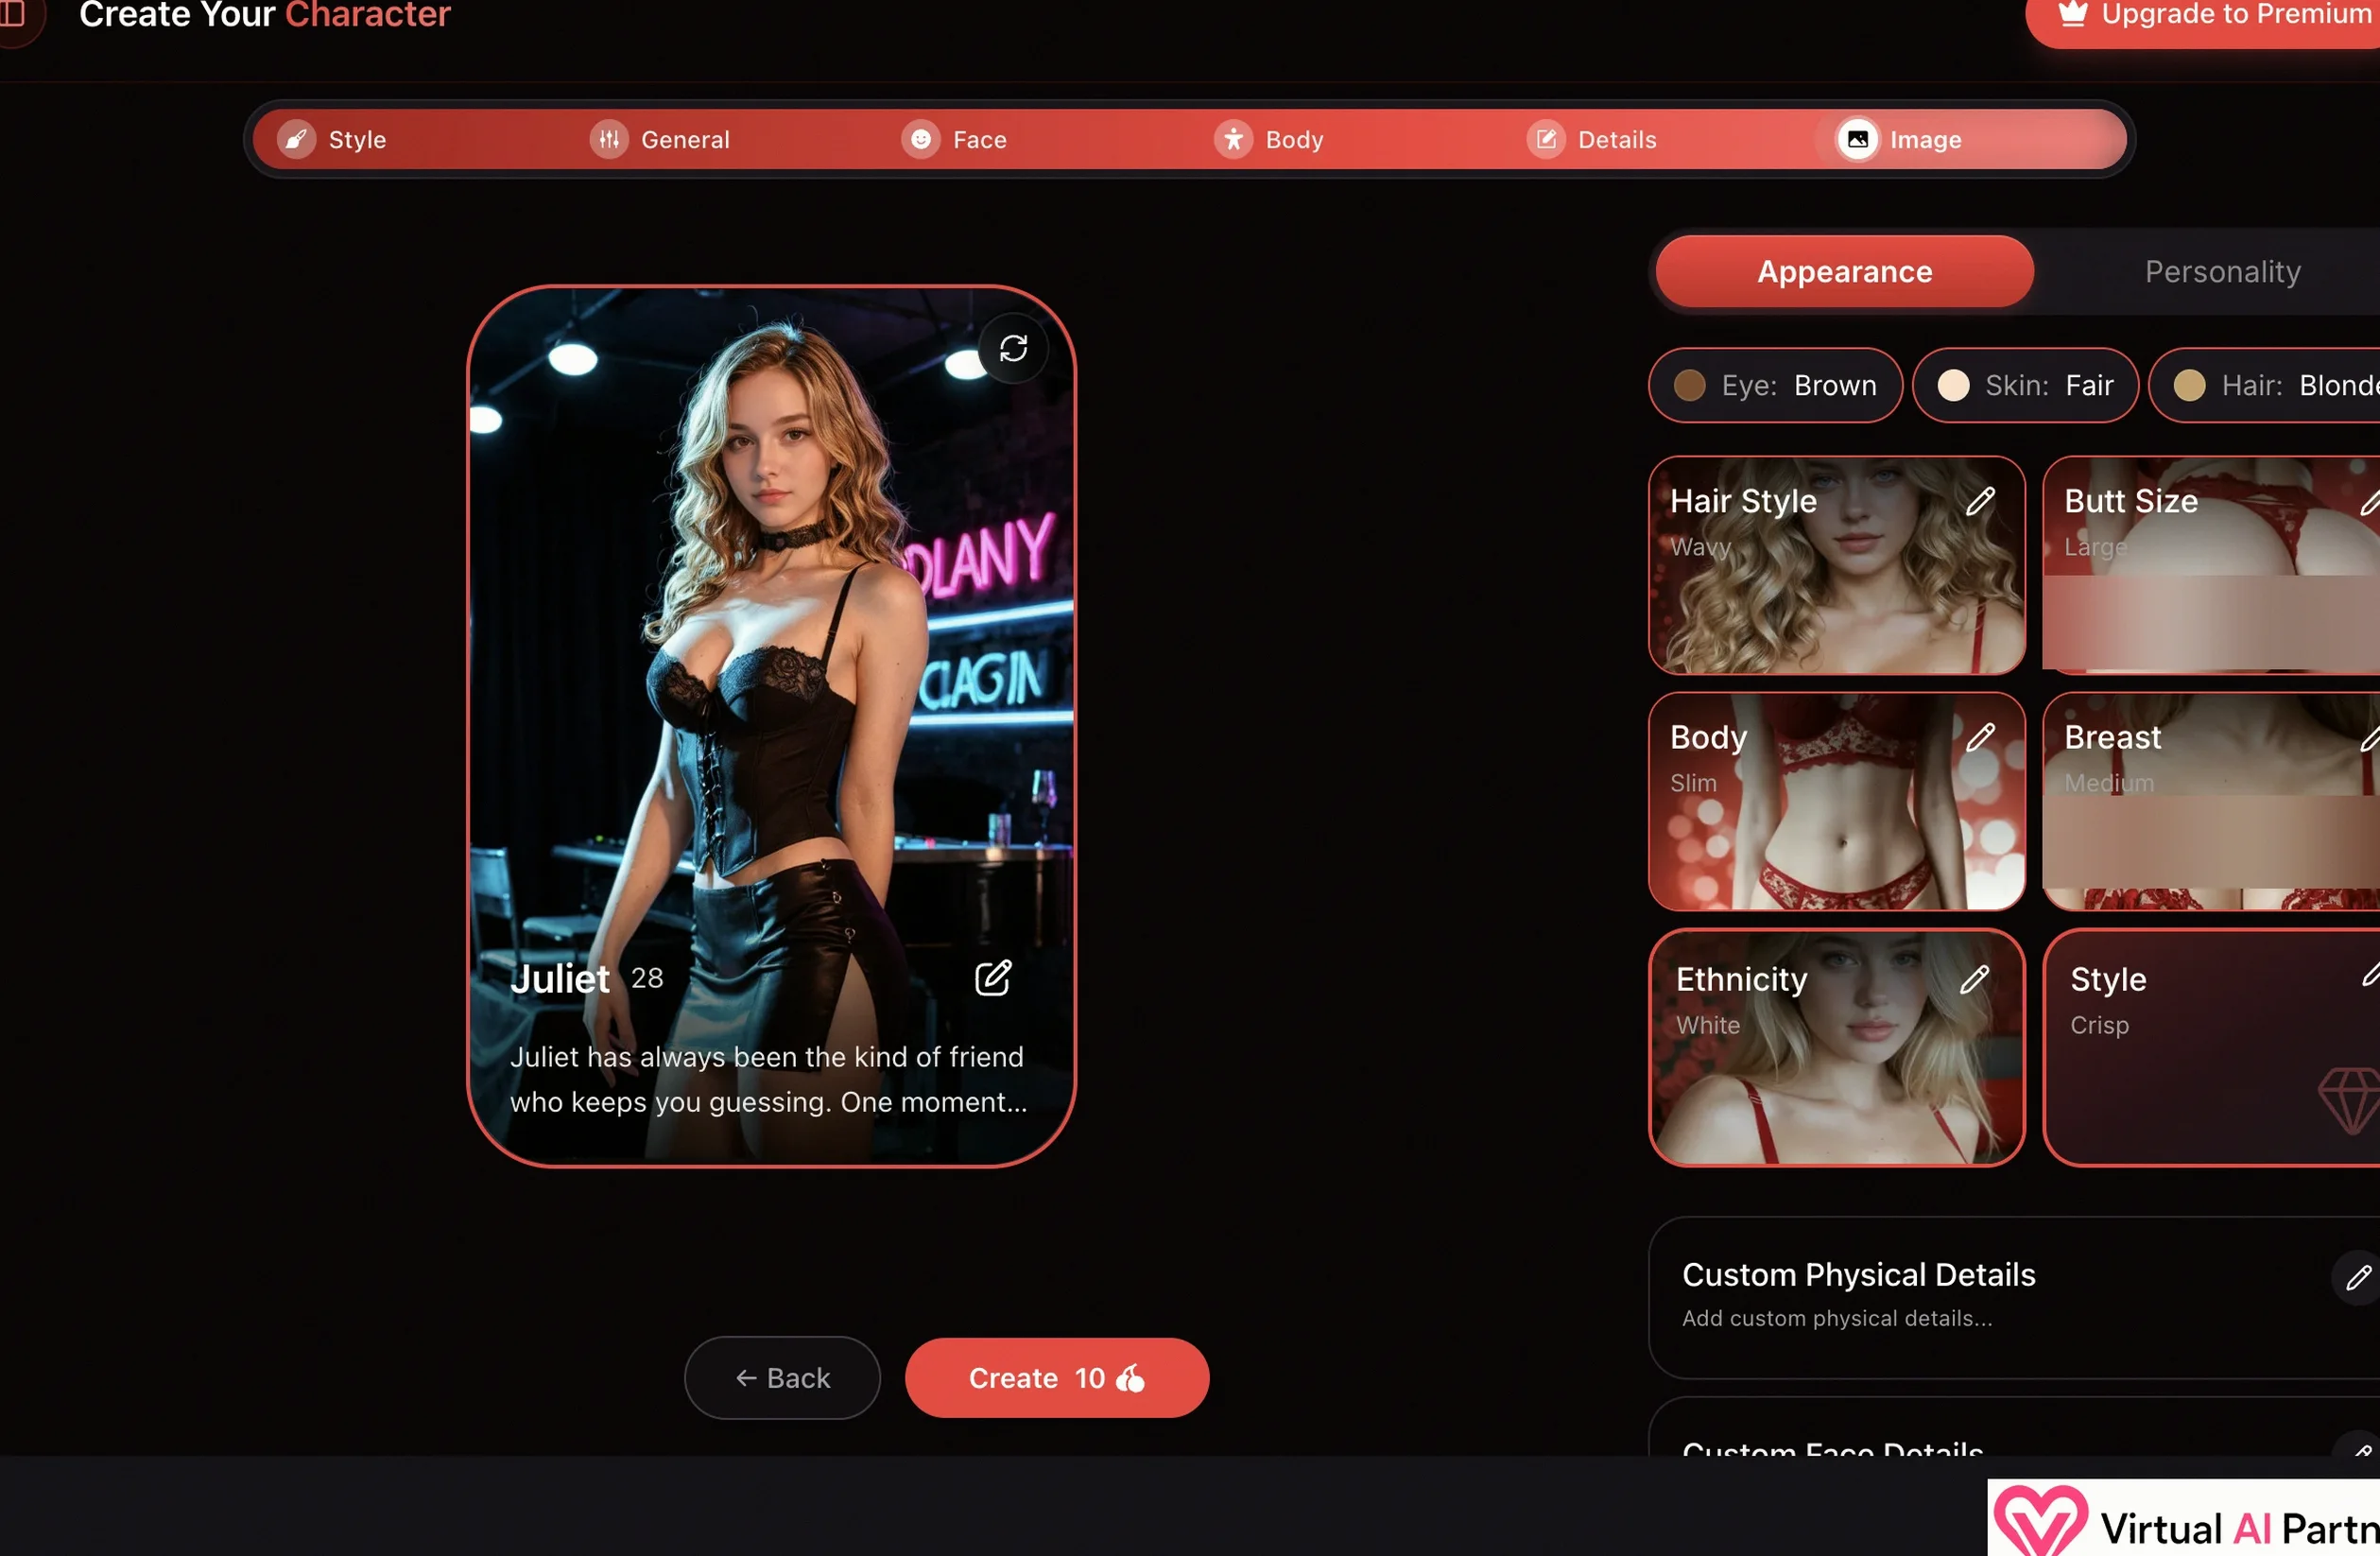 Create Your Character
Upgrade to Premium
Style
General
Face
Body
Details
Image
Appearance
Personality
Eye: Brown
Skin: Fair
Hair: Blonde
DLANY
CLAGIN
Juliet 28
Juliet has always been the kind of friend
who keeps you guessing. One moment...
Hair Style
Wavy
Butt Size
Large
Body
Slim
Breast
Medium
Ethnicity
White
Style
Crisp
Custom Physical Details
Add custom physical details...
← Back
Create 10
Custom Face Details
Virtual AI Partn